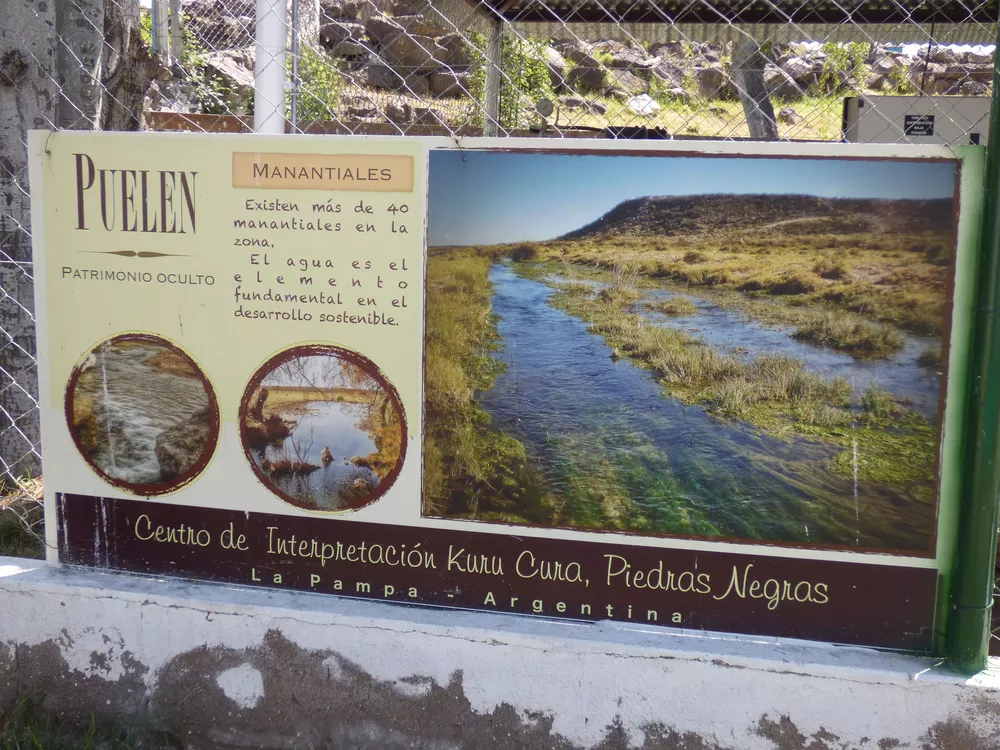 PUELEN
PATRIMONIO OCULTO
MANANTIALES
Existen más de 40
manantiales en la
zona.
El agua es el
elemento
fundamental en el
desarrollo sostenible.
Centro de Interpretación Kuru Cura, Piedras Negras
La Pampa - Argentina